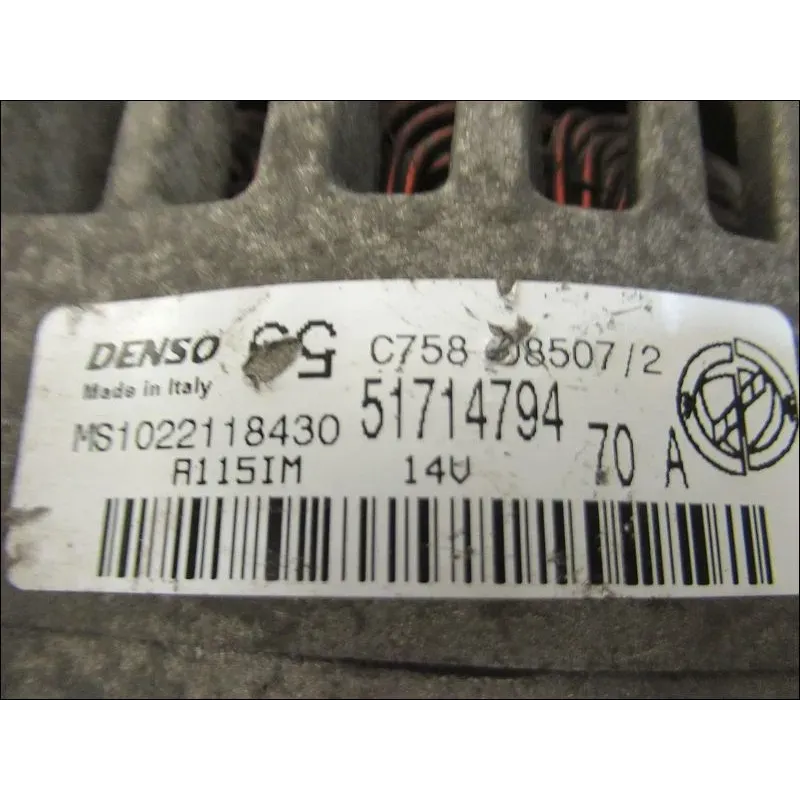 DENSO C758 08507/2
Made in Italy
MS1022118430 51714794
A115IM 14V 70 A